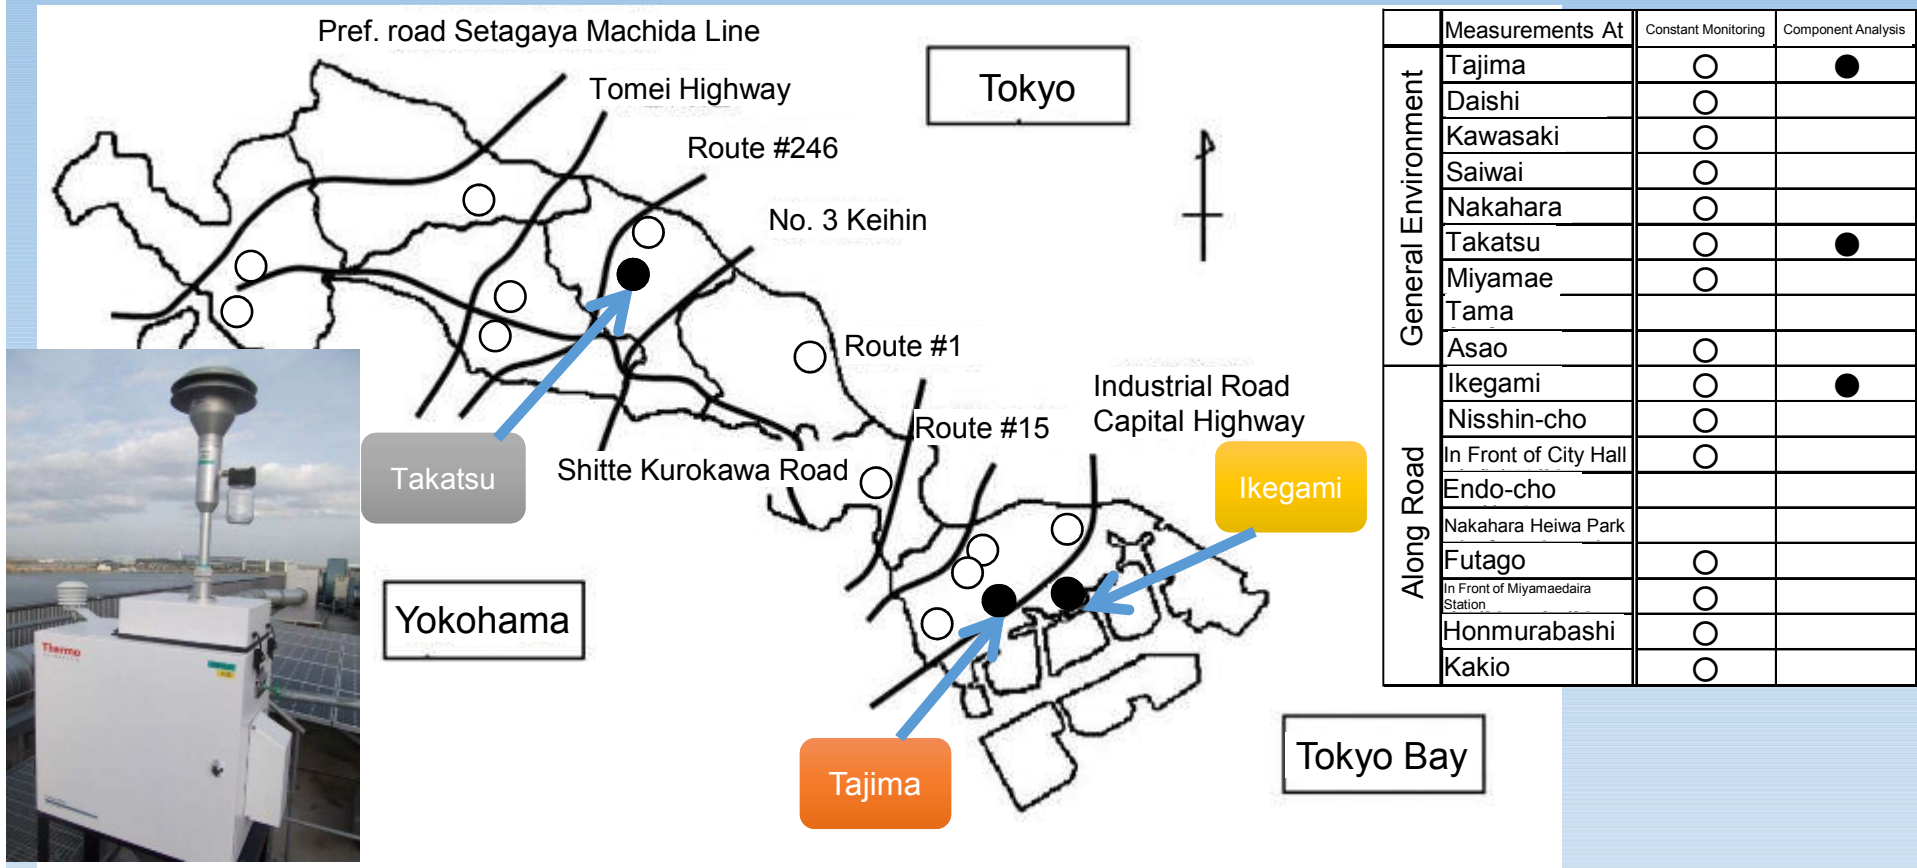 Pref. road Setagaya Machida Line
Tomei Highway
Route #246
No. 3 Keihin
Tokyo
Route #1
Industrial Road
Capital Highway
Route #15
Shitte Kurokawa Road
Takatsu
Ikegami
Yokohama
Tajima
Tokyo Bay
Thermo
Measurements At Constant Monitoring Component Analysis
General Environment
Tajima ○ ●
Daishi ○
Kawasaki ○
Saiwai ○
Nakahara ○
Takatsu ○ ●
Miyamae ○
Tama
Asao ○
Along Road
Ikegami ○ ●
Nisshin-cho ○
In Front of City Hall ○
Endo-cho
Nakahara Heiwa Park
Futago ○
In Front of Miyamaedaira
Station ○
Honmurabashi ○
Kakio ○